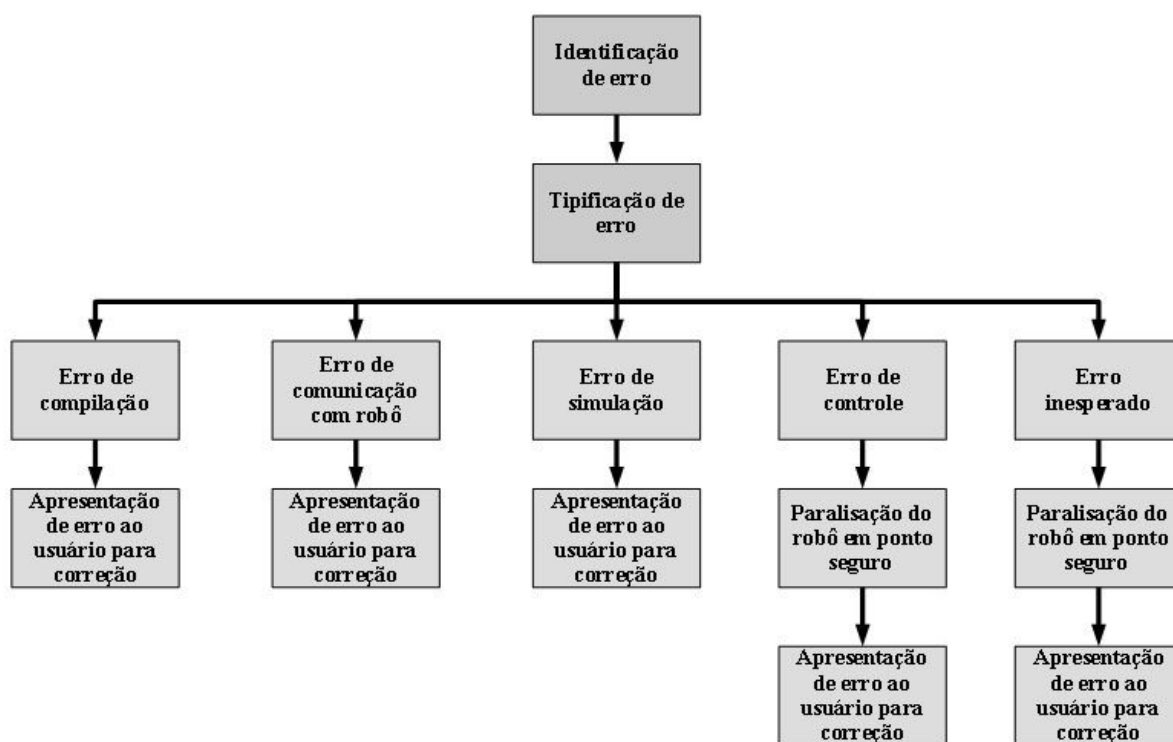 Identificação
de erro
Tipificação de
erro
Erro de
compilação
Erro de
comunicação
com robô
Erro de
simulação
Erro de
controle
Erro
inesperado
Apresentação
de erro ao
usuário para
correção
Apresentação
de erro ao
usuário para
correção
Apresentação
de erro ao
usuário para
correção
Paralisação do
robô em ponto
seguro
Paralisação do
robô em ponto
seguro
Apresentação
de erro ao
usuário para
correção
Apresentação
de erro ao
usuário para
correção